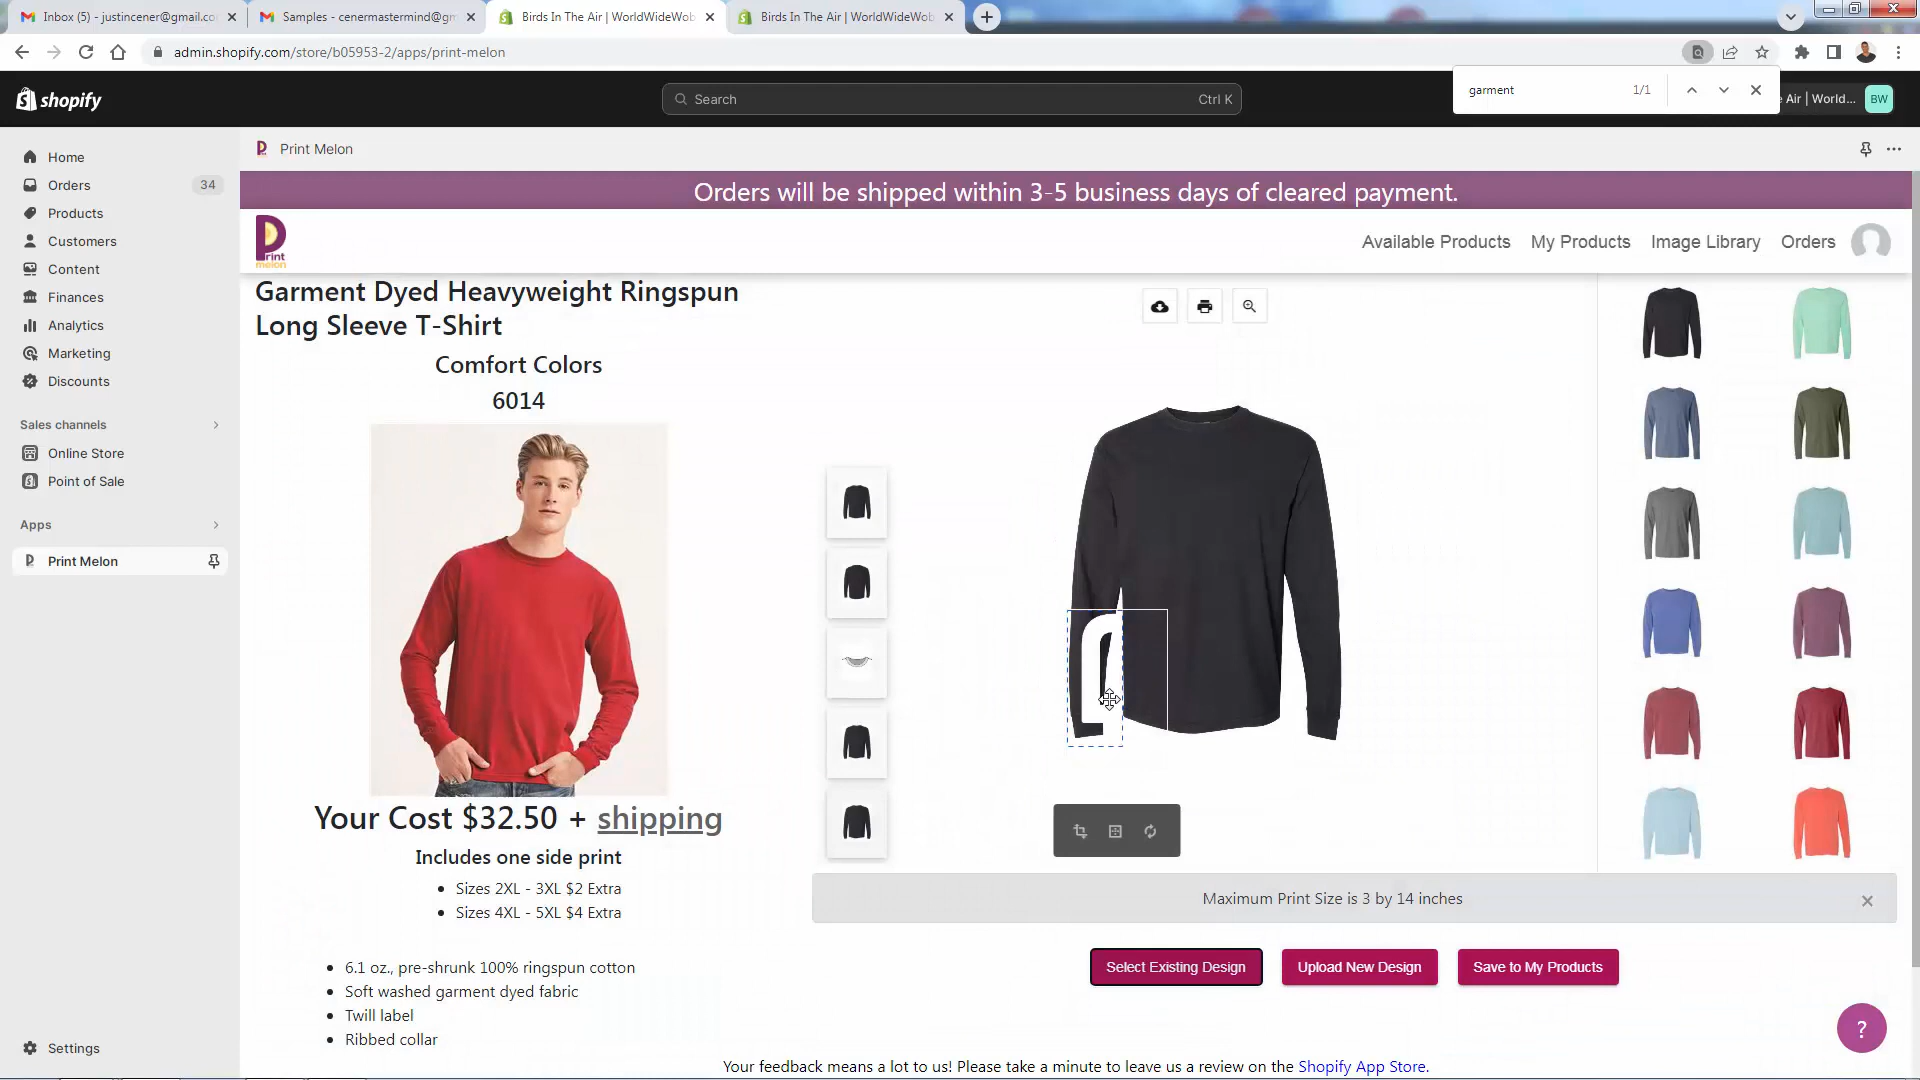 Inbox (5) - justincener@gmail.co
Samples - cenermastermind@gm
Birds In The Air | WorldWideWob
Birds In The Air | WorldWideWob
admin.shopify.com/store/b05953-2/apps/print-melon
shopify
Search
Ctrl K
garment
1/1
Air | World...
BW
Home
Orders
34
Products
Customers
Content
Finances
Analytics
Marketing
Discounts
Sales channels
Online Store
Point of Sale
Apps
Print Melon
Settings
Print Melon
Orders will be shipped within 3-5 business days of cleared payment.
Print
melon
Available Products
My Products
Image Library
Orders
Garment Dyed Heavyweight Ringspun
Long Sleeve T-Shirt
Comfort Colors
6014
Your Cost $32.50 + shipping
Includes one side print
Sizes 2XL - 3XL $2 Extra
Sizes 4XL - 5XL $4 Extra
6.1 oz., pre-shrunk 100% ringspun cotton
Soft washed garment dyed fabric
Twill label
Ribbed collar
Maximum Print Size is 3 by 14 inches
Select Existing Design
Upload New Design
Save to My Products
?
Your feedback means a lot to us! Please take a minute to leave us a review on the Shopify App Store.